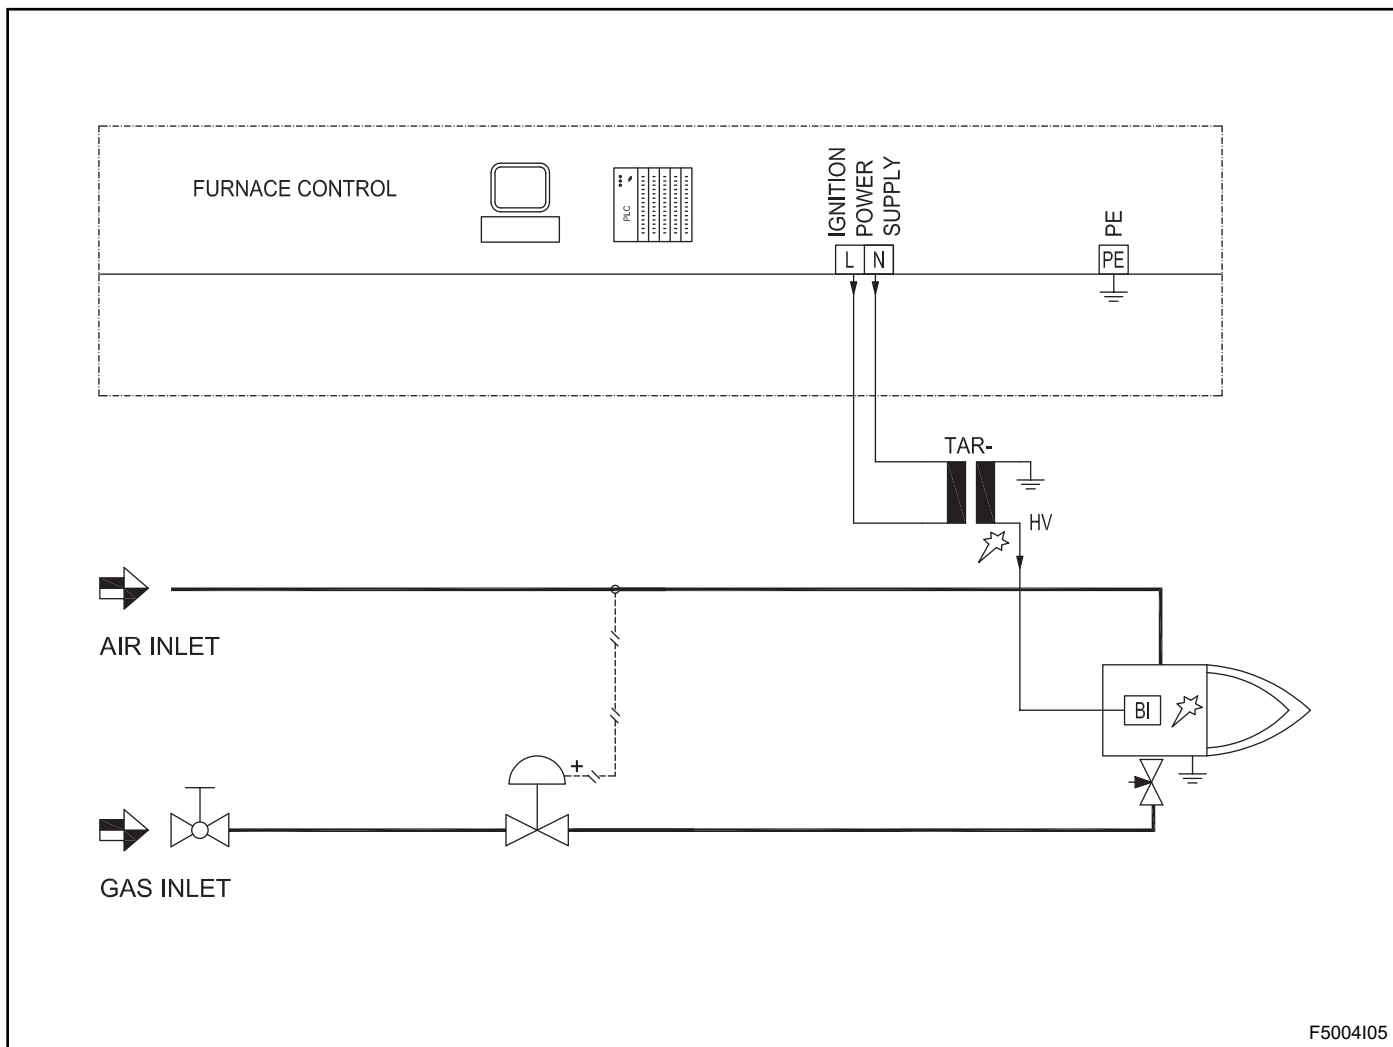 FURNACE CONTROL
PLC
IGNITION
POWER
SUPPLY
PE
L
N
PE
TAR-
HV
AIR INLET
BI
+
GAS INLET
F5004I05